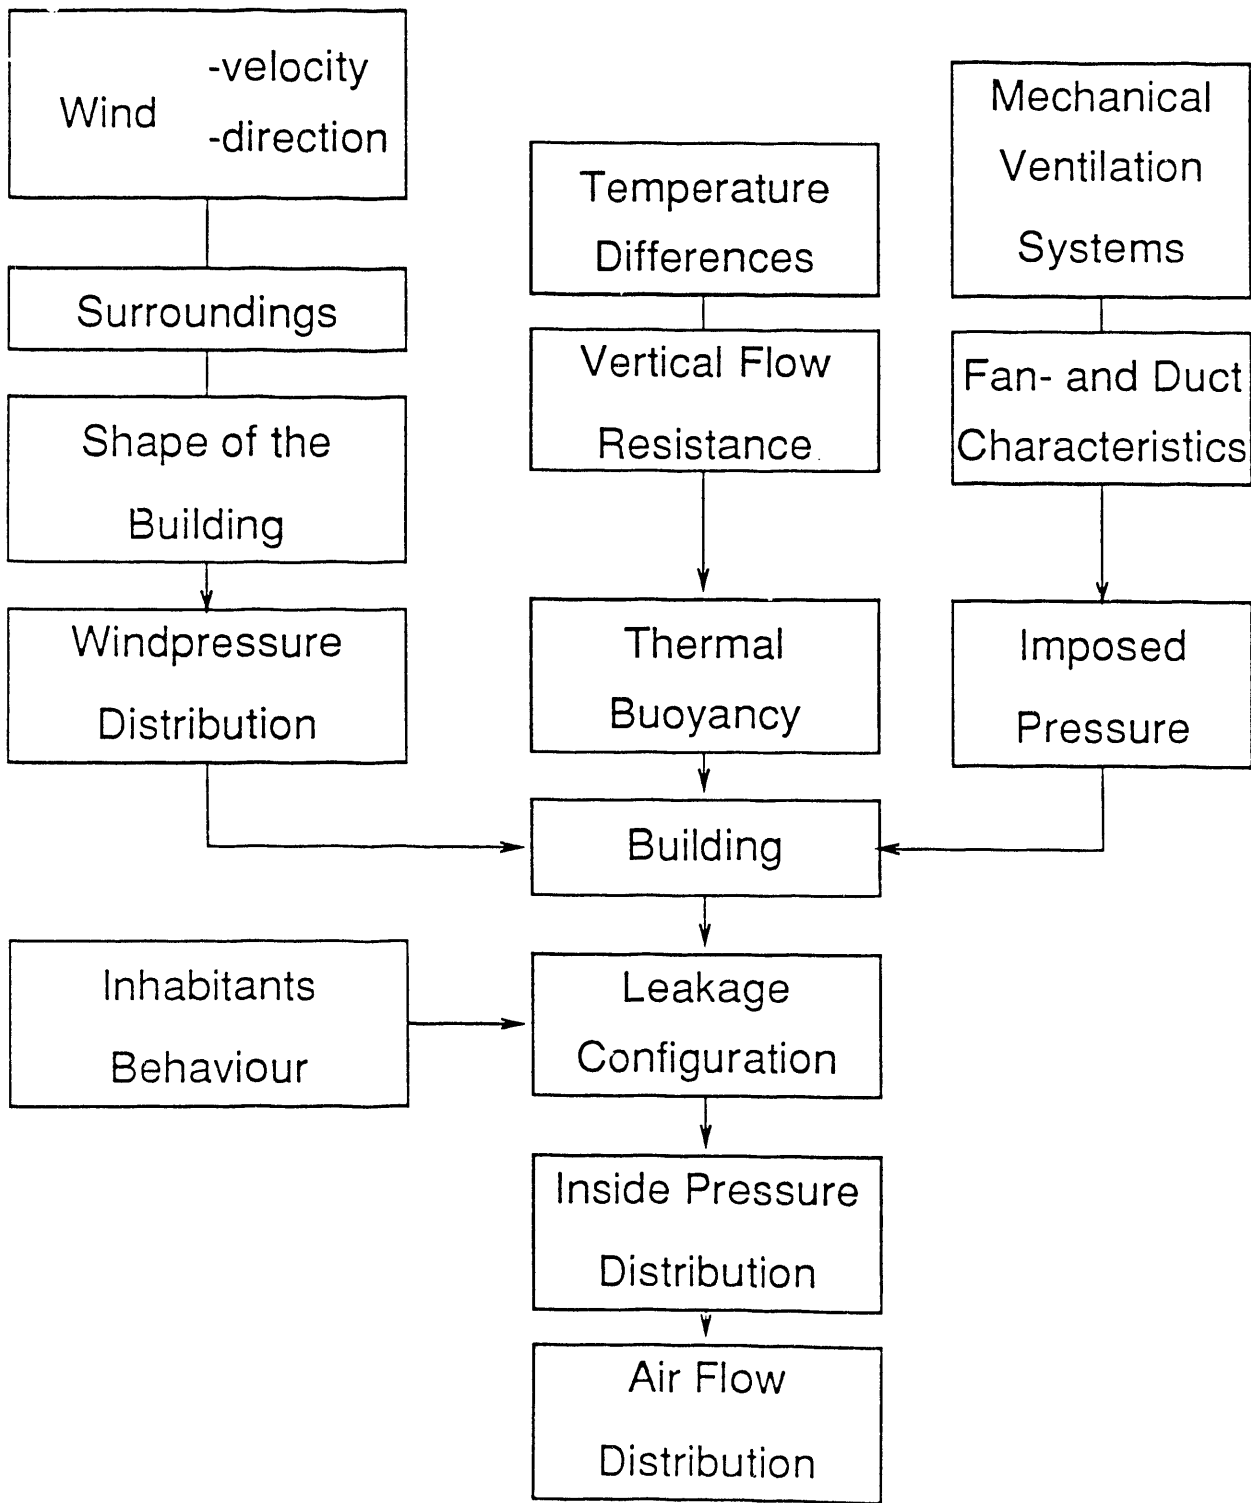 Wind
-velocity
-direction
Surroundings
Shape of the
Building
Windpressure
Distribution
Temperature
Differences
Vertical Flow
Resistance
Thermal
Buoyancy
Mechanical
Ventilation
Systems
Fan- and Duct
Characteristics
Imposed
Pressure
Building
Inhabitants
Behaviour
Leakage
Configuration
Inside Pressure
Distribution
Air Flow
Distribution